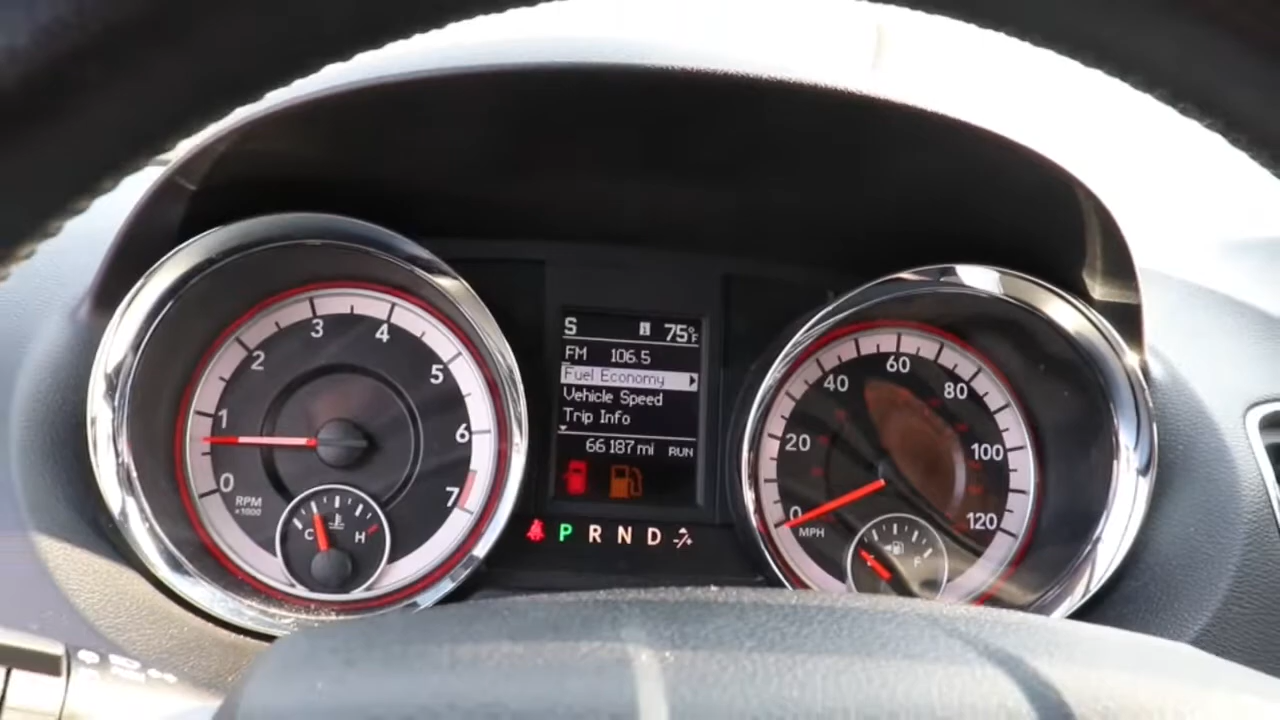 0
1
2
3
4
5
6
7
RPM
x1000
C H
S 75°F
FM 106.5
Fuel Economy
Vehicle Speed
Trip Info
66187 mi RUN
P R N D
0
20
40
60
80
100
120
MPH
F